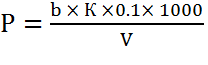 P = b × K ×0.1× 1000 / V